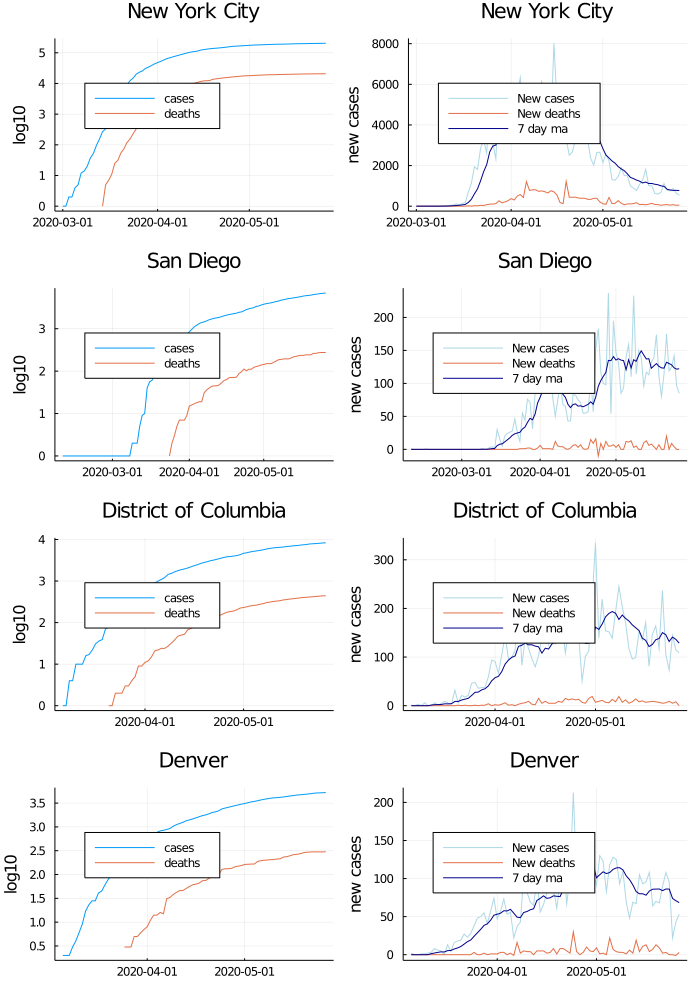 New York City
5
4
3
2
1
0
log10
cases
deaths
2020-03-01 2020-04-01 2020-05-01
New York City
8000
6000
4000
2000
0
new cases
New cases
New deaths
7 day ma
2020-03-01 2020-04-01 2020-05-01
San Diego
3
2
1
0
log10
cases
deaths
2020-03-01 2020-04-01 2020-05-01
San Diego
200
150
100
50
0
new cases
New cases
New deaths
7 day ma
2020-03-01 2020-04-01 2020-05-01
District of Columbia
4
3
2
1
0
log10
cases
deaths
2020-04-01 2020-05-01
District of Columbia
300
200
100
0
new cases
New cases
New deaths
7 day ma
2020-04-01 2020-05-01
Denver
3.5
3.0
2.5
2.0
1.5
1.0
0.5
log10
cases
deaths
2020-04-01 2020-05-01
Denver
200
150
100
50
0
new cases
New cases
New deaths
7 day ma
2020-04-01 2020-05-01